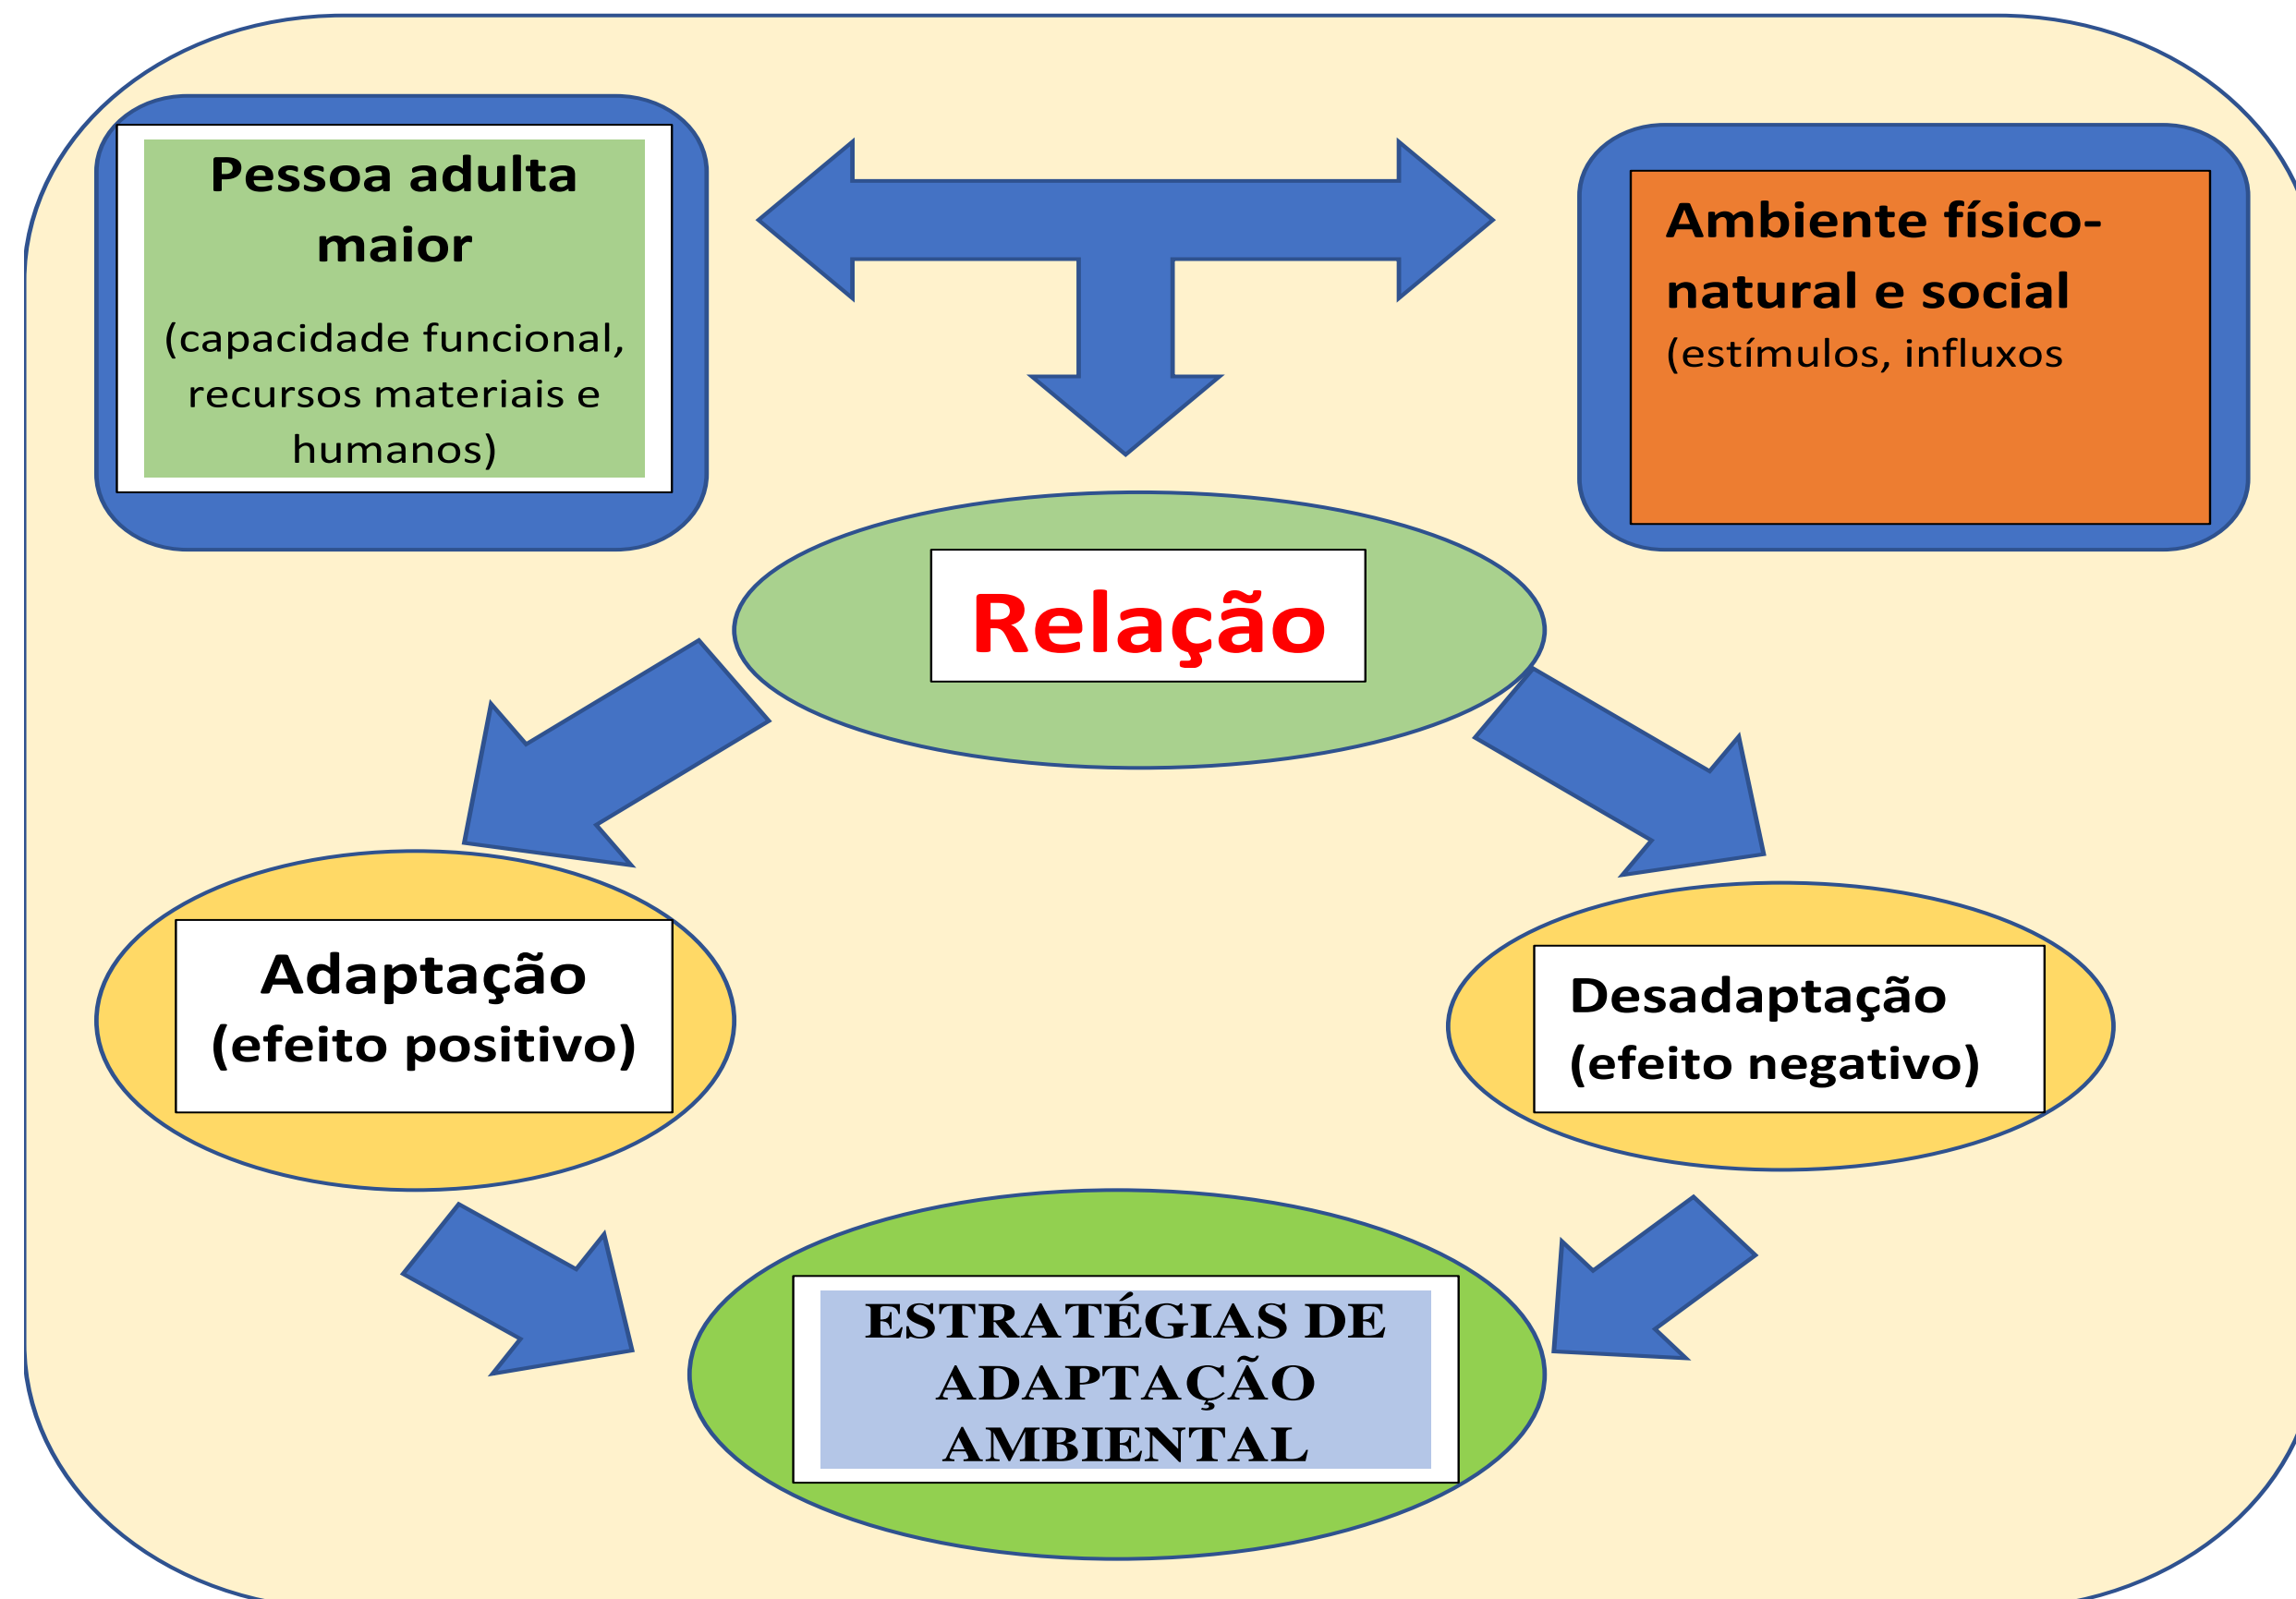 Pessoa adulta
maior
(capacidade funcional,
recursos materiais e
humanos)
Ambiente físico-
natural e social
(estímulos, influxos
Relação
Adaptação
(efeito positivo)
Desadaptação
(efeito negativo)
ESTRATÉGIAS DE
ADAPTAÇÃO
AMBIENTAL